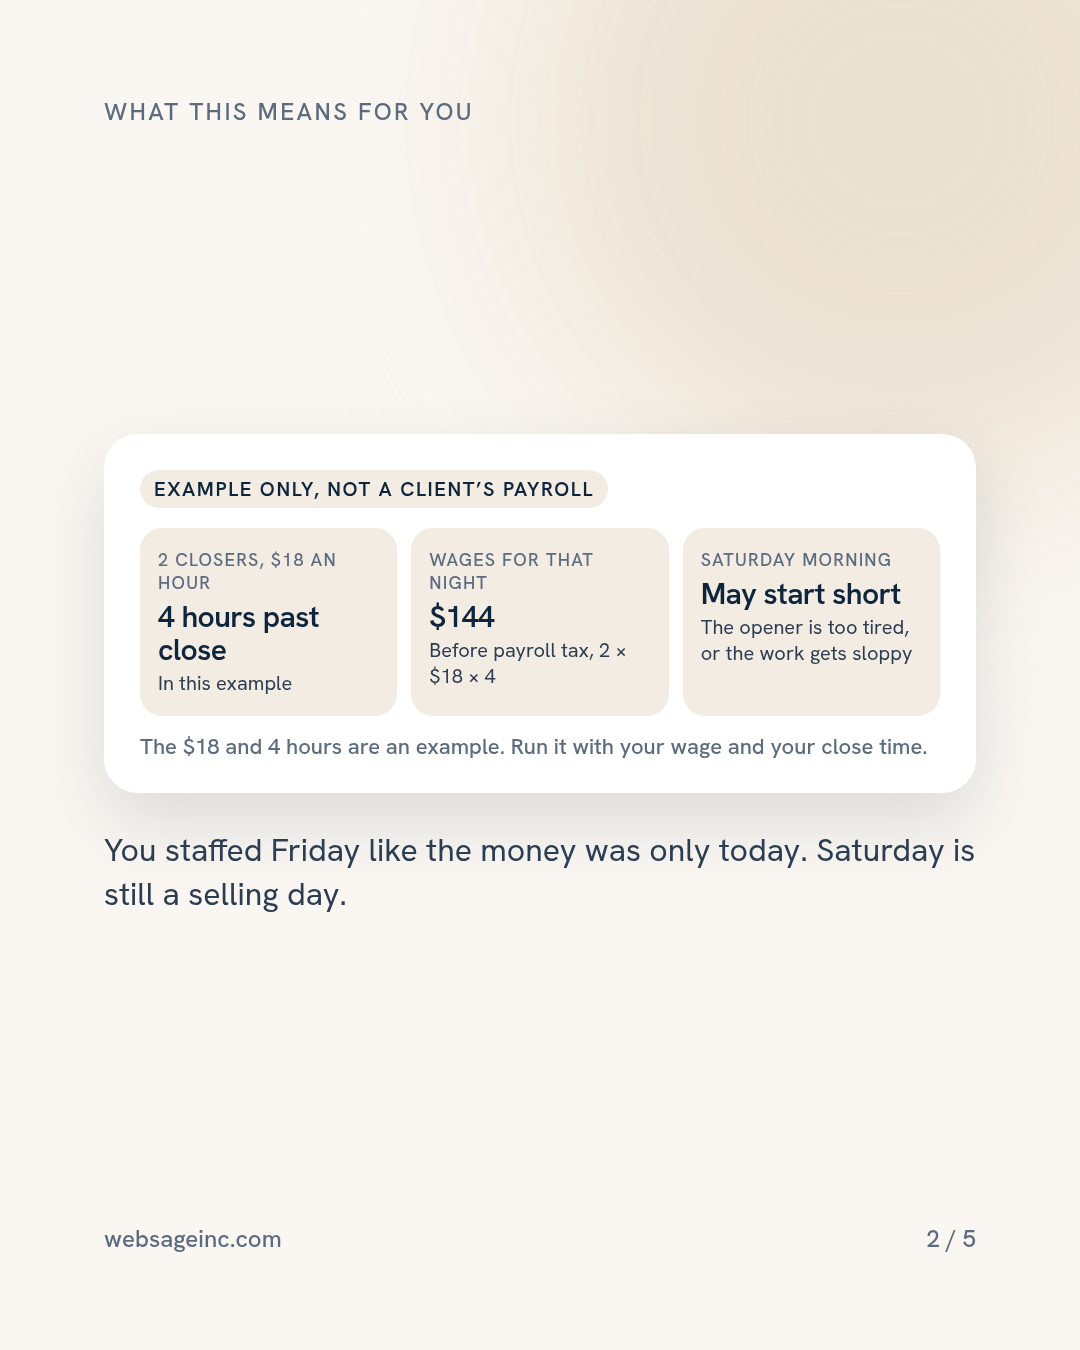 WHAT THIS MEANS FOR YOU
EXAMPLE ONLY, NOT A CLIENT’S PAYROLL
2 CLOSERS, $18 AN
HOUR
4 hours past
close
In this example
WAGES FOR THAT
NIGHT
$144
Before payroll tax, 2 ×
$18 × 4
SATURDAY MORNING
May start short
The opener is too tired,
or the work gets sloppy
The $18 and 4 hours are an example. Run it with your wage and your close time.
You staffed Friday like the money was only today. Saturday is
still a selling day.
websageinc.com
2 / 5